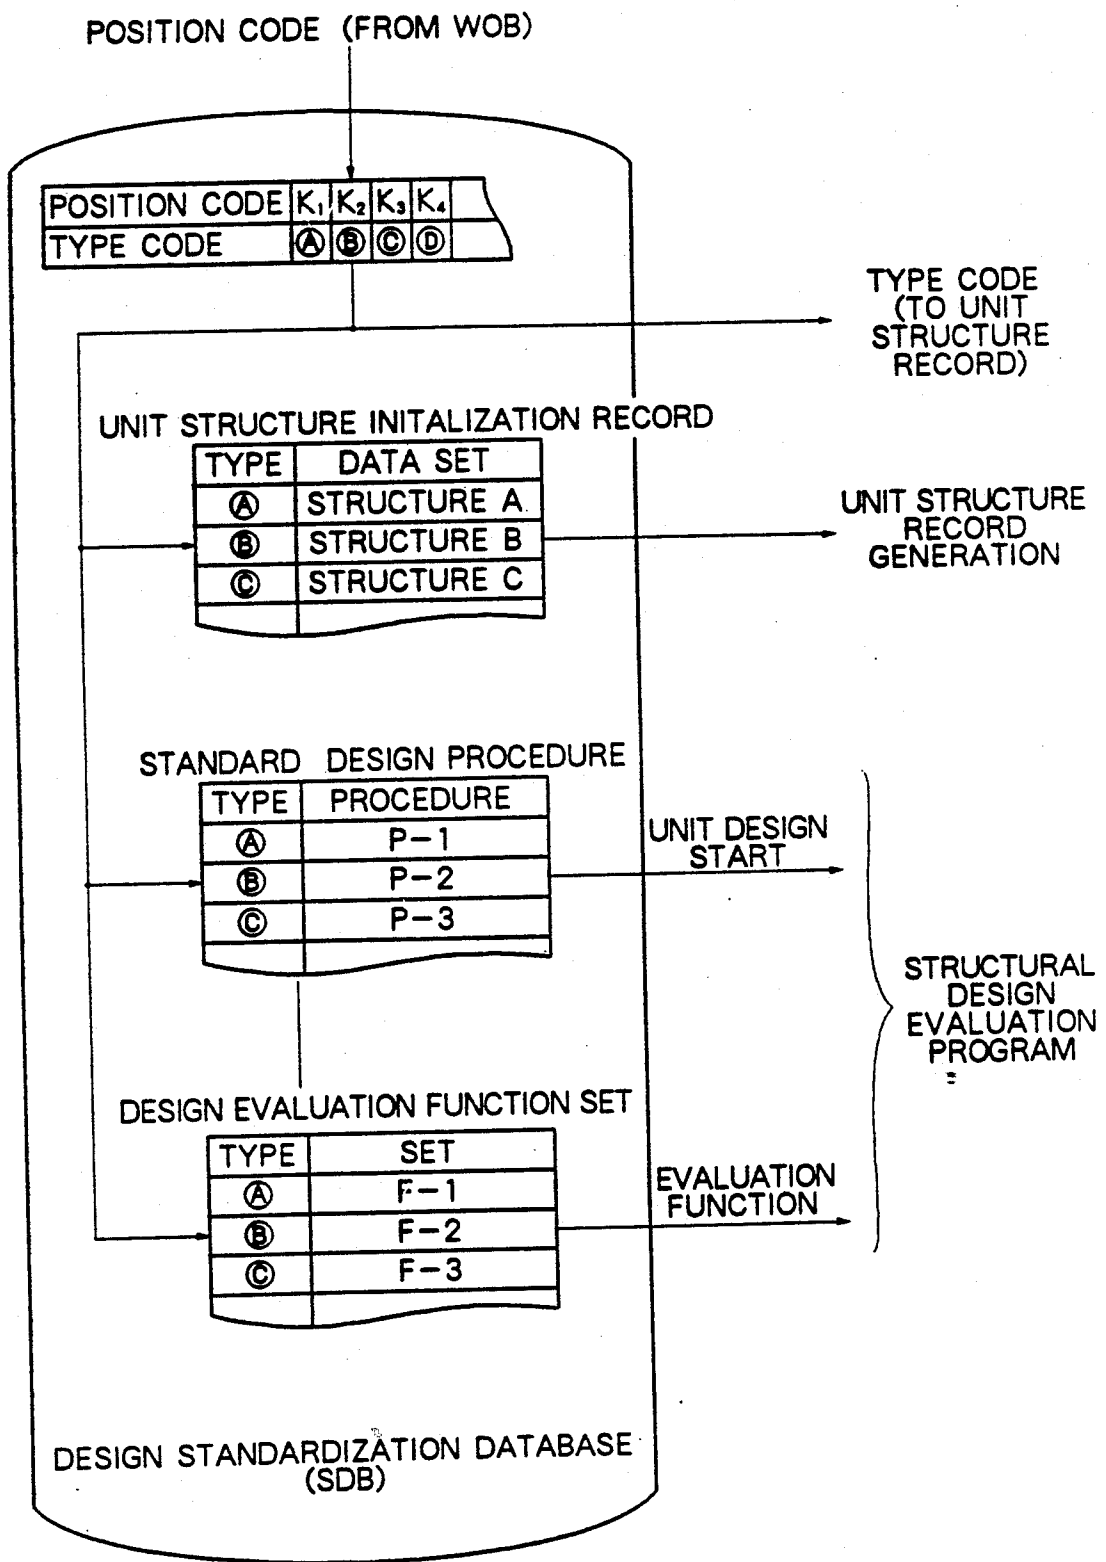 POSITION CODE (FROM WOB)
POSITION CODE K₁ K₂ K₃ K₄
TYPE CODE Ⓐ Ⓑ Ⓒ Ⓓ
TYPE CODE
(TO UNIT
STRUCTURE
RECORD)
UNIT STRUCTURE INITALIZATION RECORD
TYPE DATA SET
Ⓐ STRUCTURE A
Ⓑ STRUCTURE B
Ⓒ STRUCTURE C
UNIT STRUCTURE
RECORD
GENERATION
STANDARD DESIGN PROCEDURE
TYPE PROCEDURE
Ⓐ P-1
Ⓑ P-2
Ⓒ P-3
UNIT DESIGN
START
STRUCTURAL
DESIGN
EVALUATION
PROGRAM
DESIGN EVALUATION FUNCTION SET
TYPE SET
Ⓐ F-1
Ⓑ F-2
Ⓒ F-3
EVALUATION
FUNCTION
DESIGN STANDARDIZATION DATABASE
(SDB)